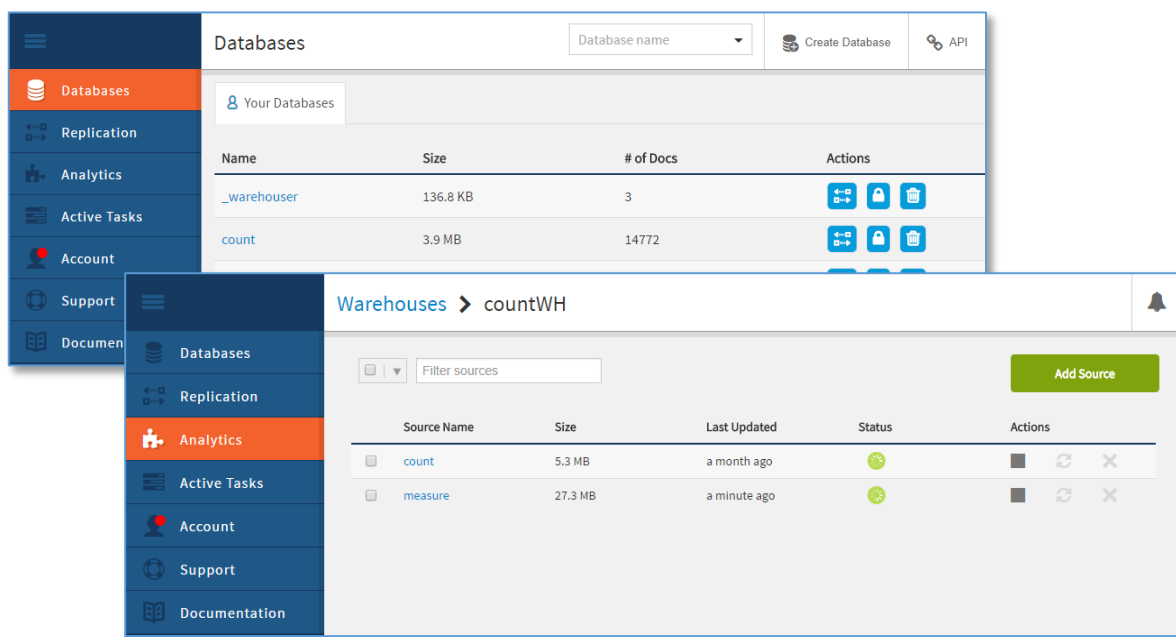 Databases
Database name
Create Database
API
Databases
Replication
Analytics
Active Tasks
Account
Support
Documen
Your Databases
Name Size # of Docs Actions
_warehouser 136.8 KB 3
count 3.9 MB 14772
Warehouses > countWH
Databases
Replication
Analytics
Active Tasks
Account
Support
Documentation
Filter sources
Add Source
Source Name Size Last Updated Status Actions
count 5.3 MB a month ago
measure 27.3 MB a minute ago